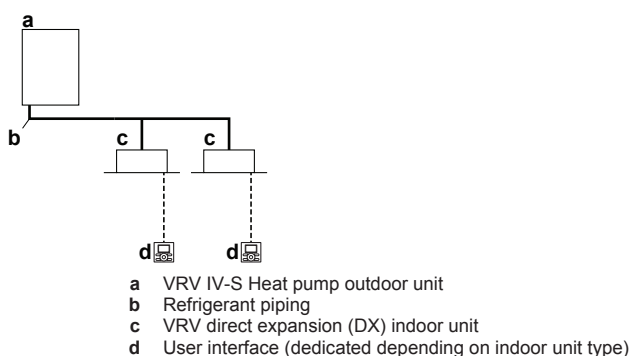 a
b
c c
d d
a VRV IV-S Heat pump outdoor unit
b Refrigerant piping
c VRV direct expansion (DX) indoor unit
d User interface (dedicated depending on indoor unit type)